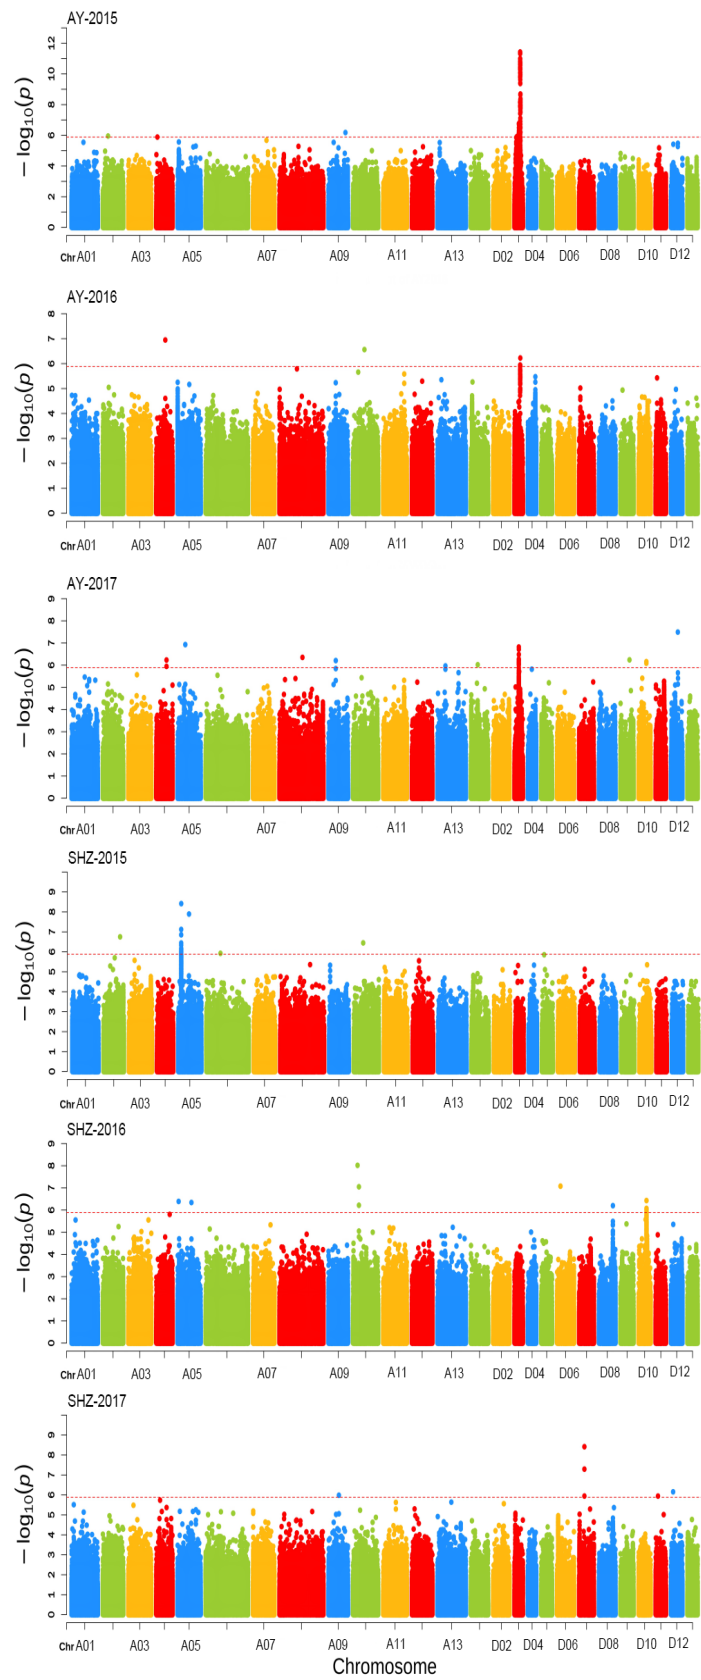 AY-2015
− log₁₀(p)
0 2 4 6 8 10 12
Chr A01 A03 A05 A07 A09 A11 A13 D02 D04 D06 D08 D10 D12
AY-2016
− log₁₀(p)
0 1 2 3 4 5 6 7 8
Chr A01 A03 A05 A07 A09 A11 A13 D02 D04 D06 D08 D10 D12
AY-2017
− log₁₀(p)
0 1 2 3 4 5 6 7 8 9
Chr A01 A03 A05 A07 A09 A11 A13 D02 D04 D06 D08 D10 D12
SHZ-2015
− log₁₀(p)
0 1 2 3 4 5 6 7 8 9
Chr A01 A03 A05 A07 A09 A11 A13 D02 D04 D06 D08 D10 D12
SHZ-2016
− log₁₀(p)
0 1 2 3 4 5 6 7 8 9
Chr A01 A03 A05 A07 A09 A11 A13 D02 D04 D06 D08 D10 D12
SHZ-2017
− log₁₀(p)
0 1 2 3 4 5 6 7 8 9
Chr A01 A03 A05 A07 A09 A11 A13 D02 D04 D06 D08 D10 D12
Chromosome